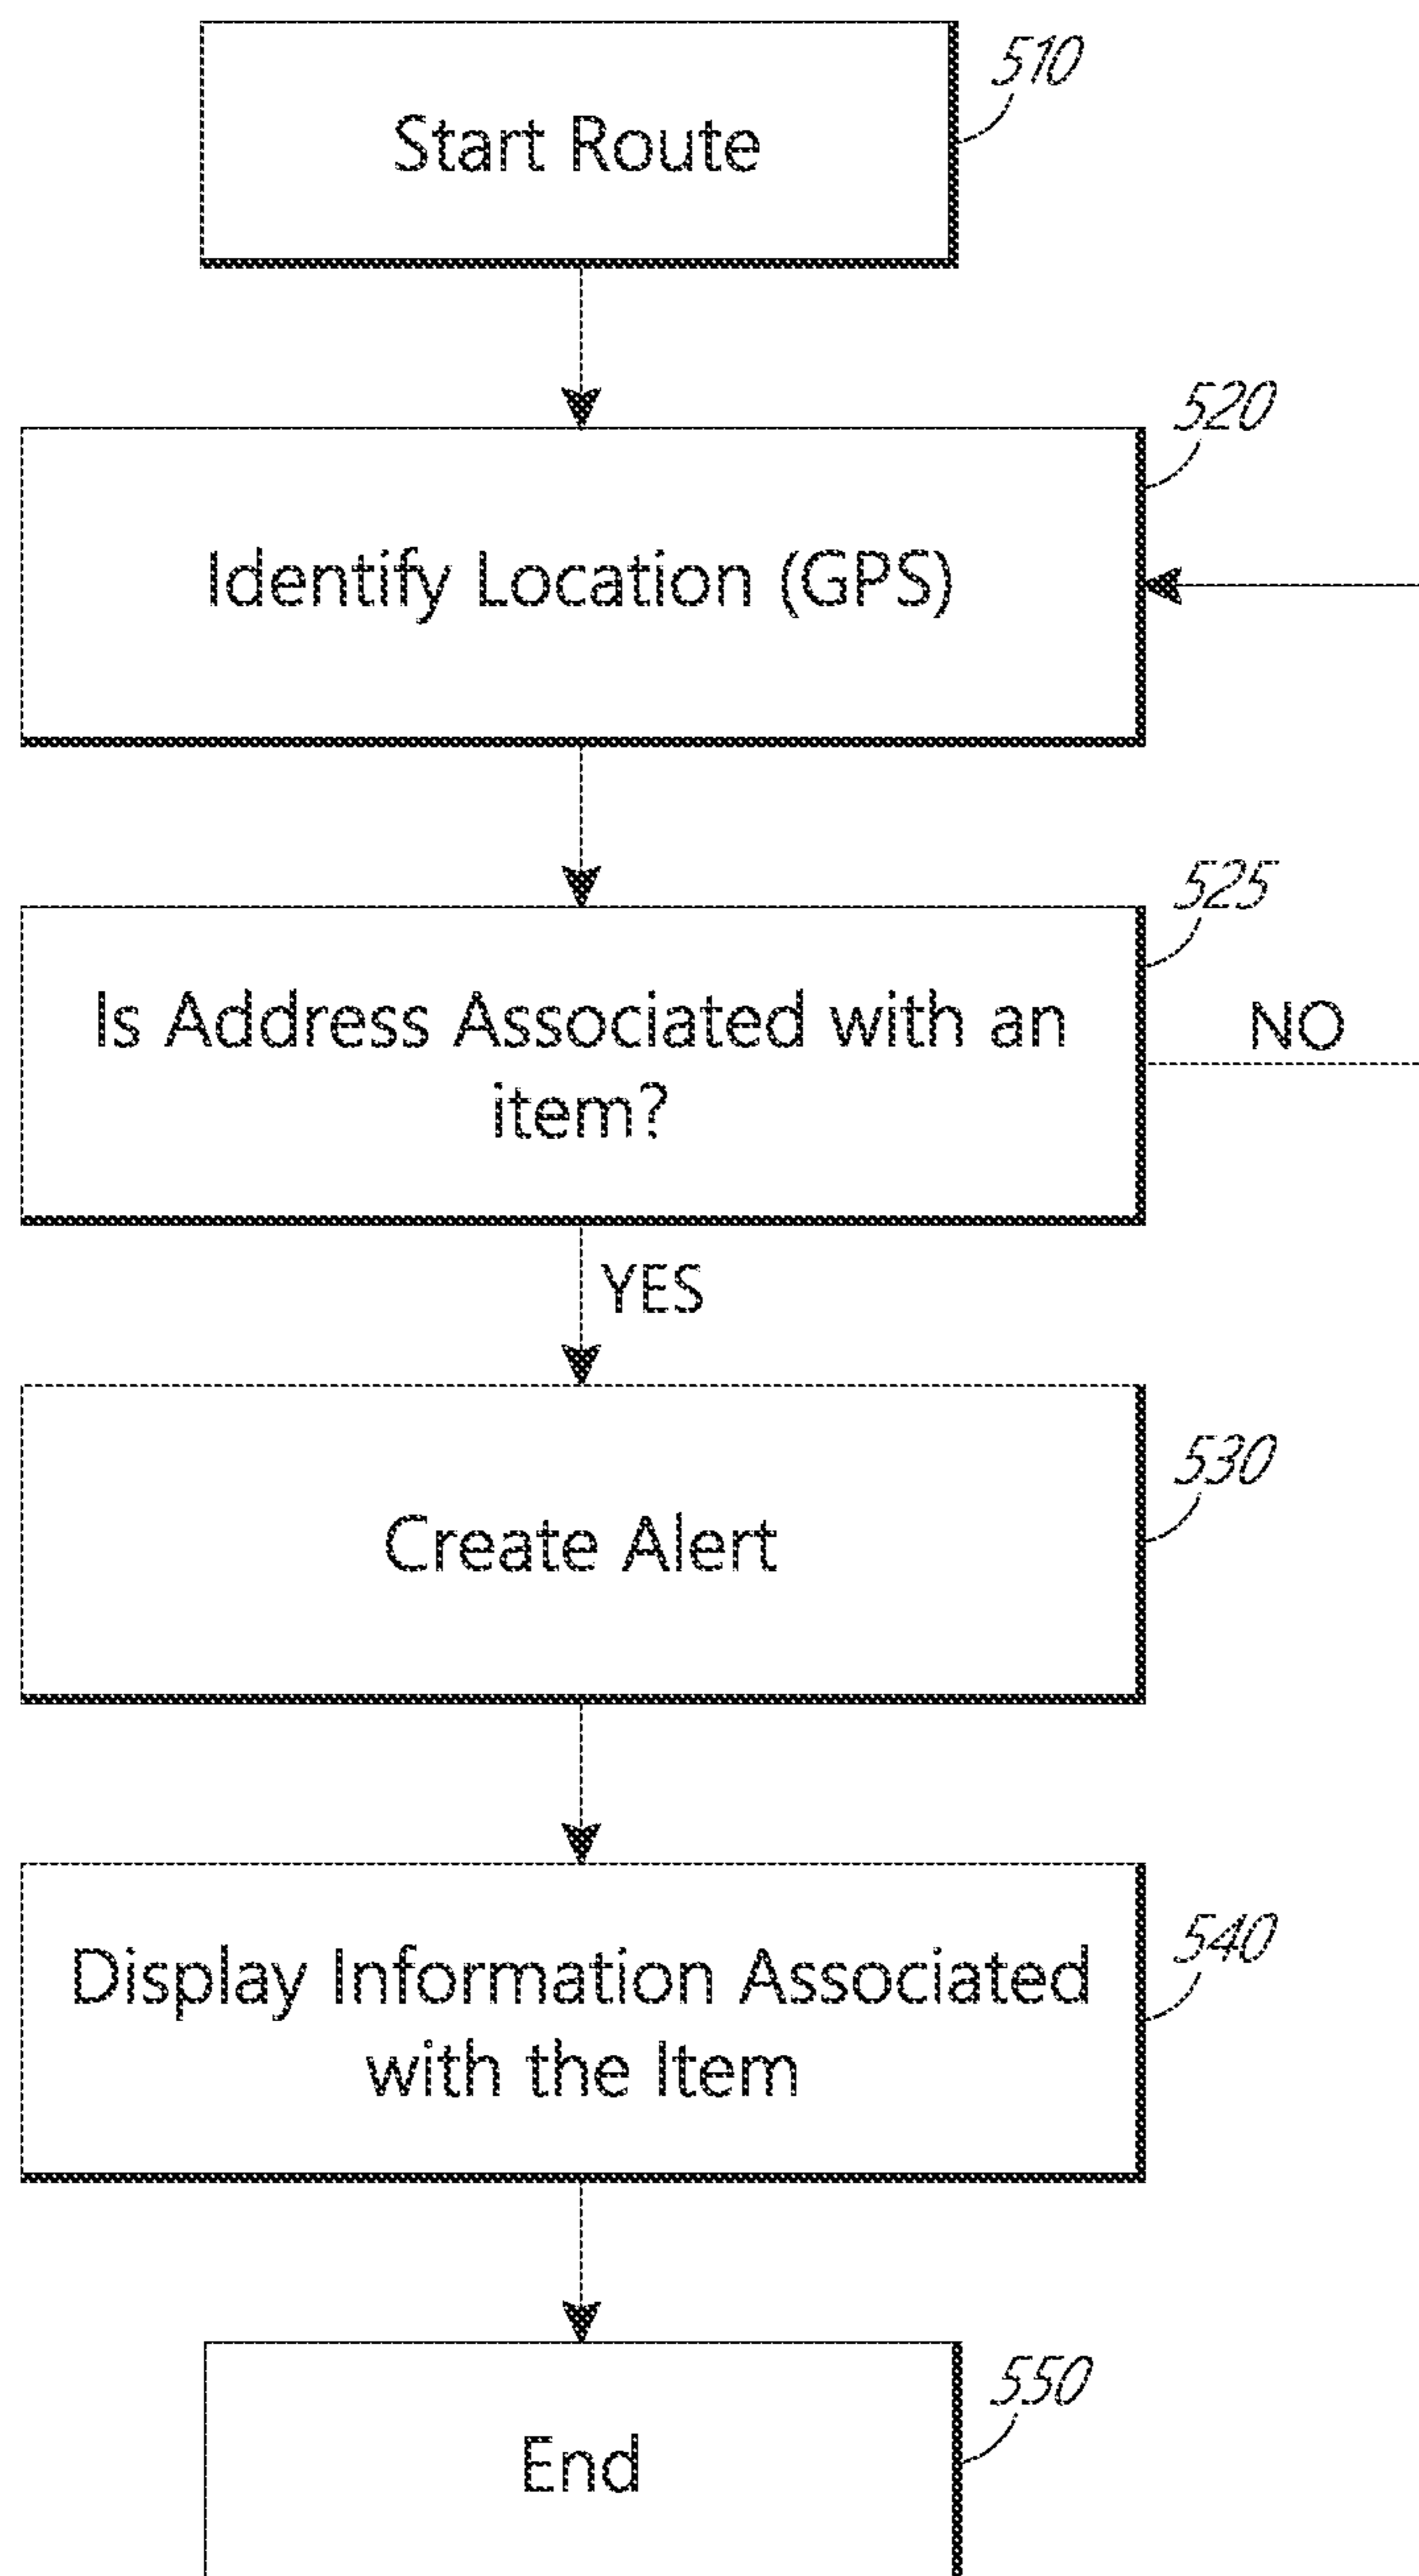 Start Route
510
Identify Location (GPS)
520
Is Address Associated with an
item?
525
NO
YES
Create Alert
530
Display Information Associated
with the Item
540
End
550